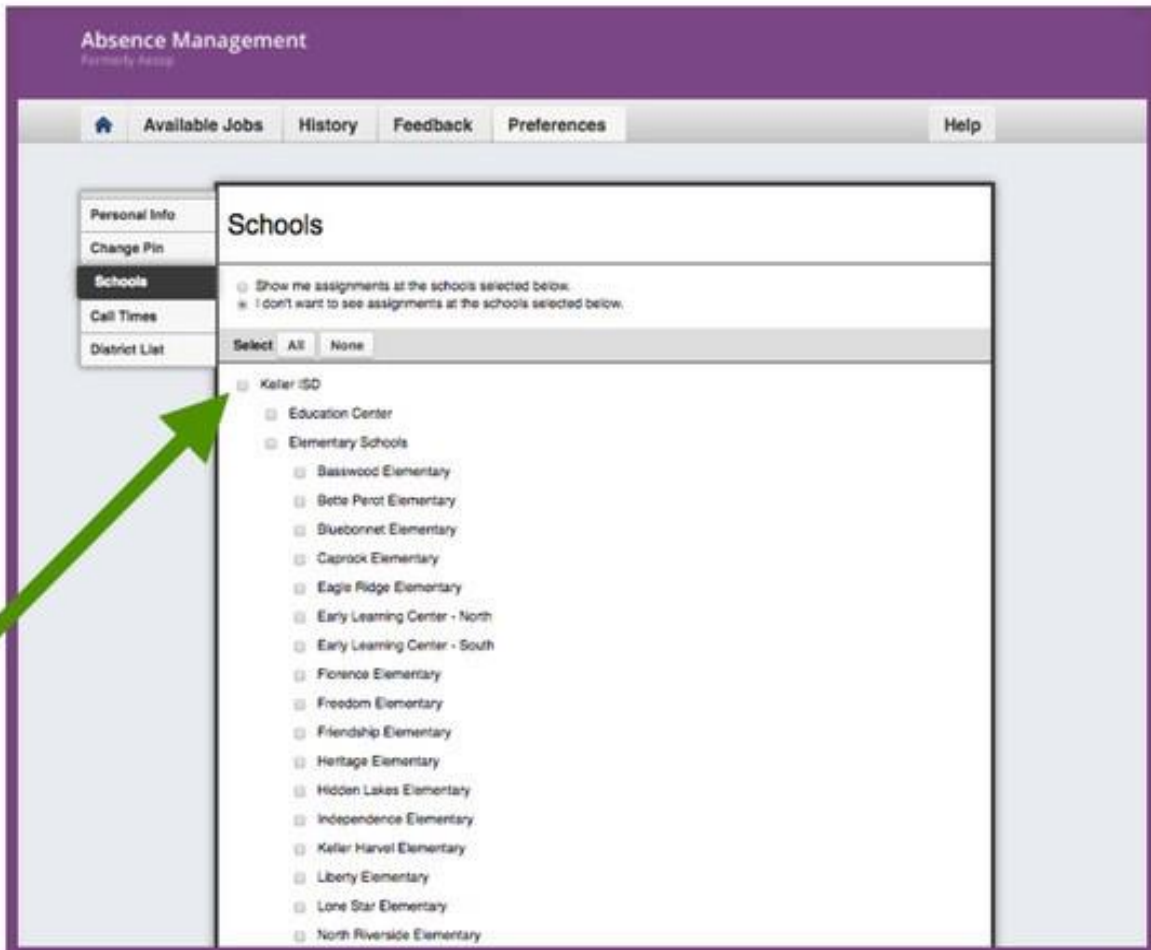 Absence Management
Formerly Aesop
Available Jobs History Feedback Preferences Help
Personal Info
Change Pin
Schools
Call Times
District List
Schools
Show me assignments at the schools selected below.
I don't want to see assignments at the schools selected below.
Select All None
Keller ISD
Education Center
Elementary Schools
Basswood Elementary
Bette Perot Elementary
Bluebonnet Elementary
Caprock Elementary
Eagle Ridge Elementary
Early Learning Center - North
Early Learning Center - South
Florence Elementary
Freedom Elementary
Friendship Elementary
Heritage Elementary
Hidden Lakes Elementary
Independence Elementary
Keller Harvel Elementary
Liberty Elementary
Lone Star Elementary
North Riverside Elementary